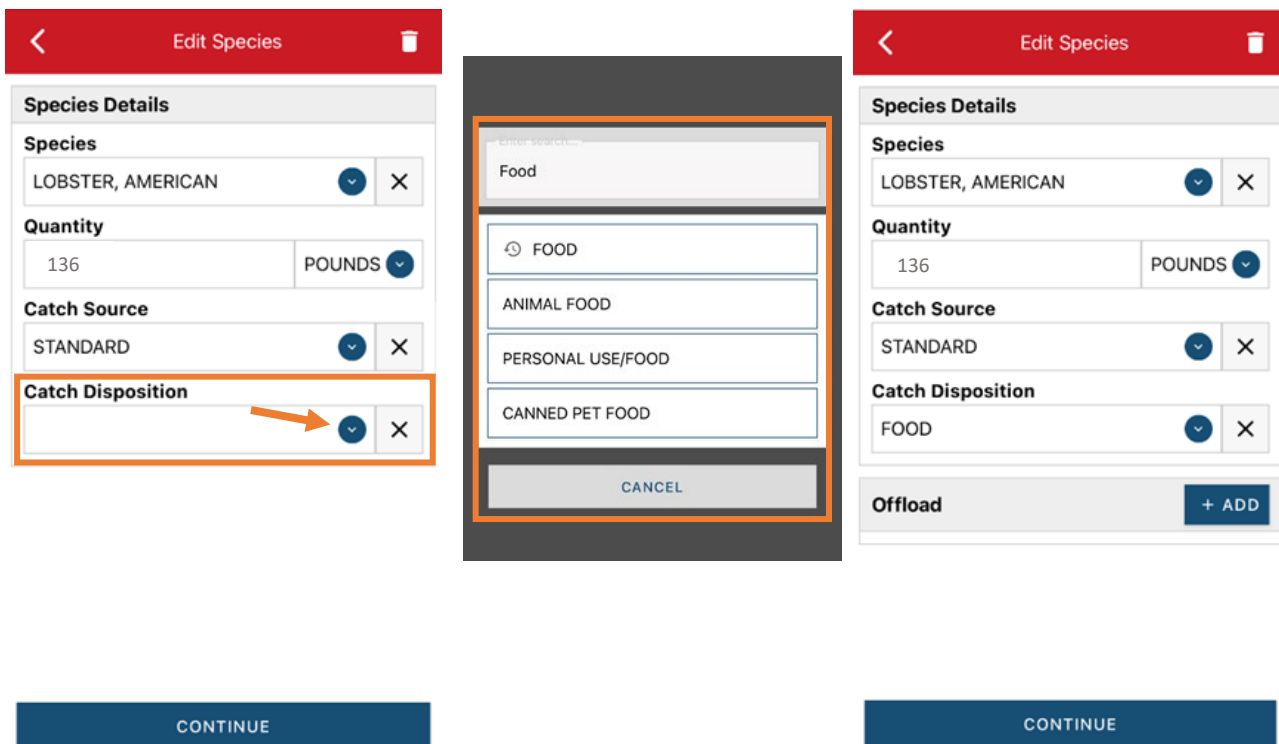 Edit Species
Species Details
Species
LOBSTER, AMERICAN
Quantity
136
POUNDS
Catch Source
STANDARD
Catch Disposition
CONTINUE
Enter search...
Food
FOOD
ANIMAL FOOD
PERSONAL USE/FOOD
CANNED PET FOOD
CANCEL
Edit Species
Species Details
Species
LOBSTER, AMERICAN
Quantity
136
POUNDS
Catch Source
STANDARD
Catch Disposition
FOOD
Offload
+ ADD
CONTINUE